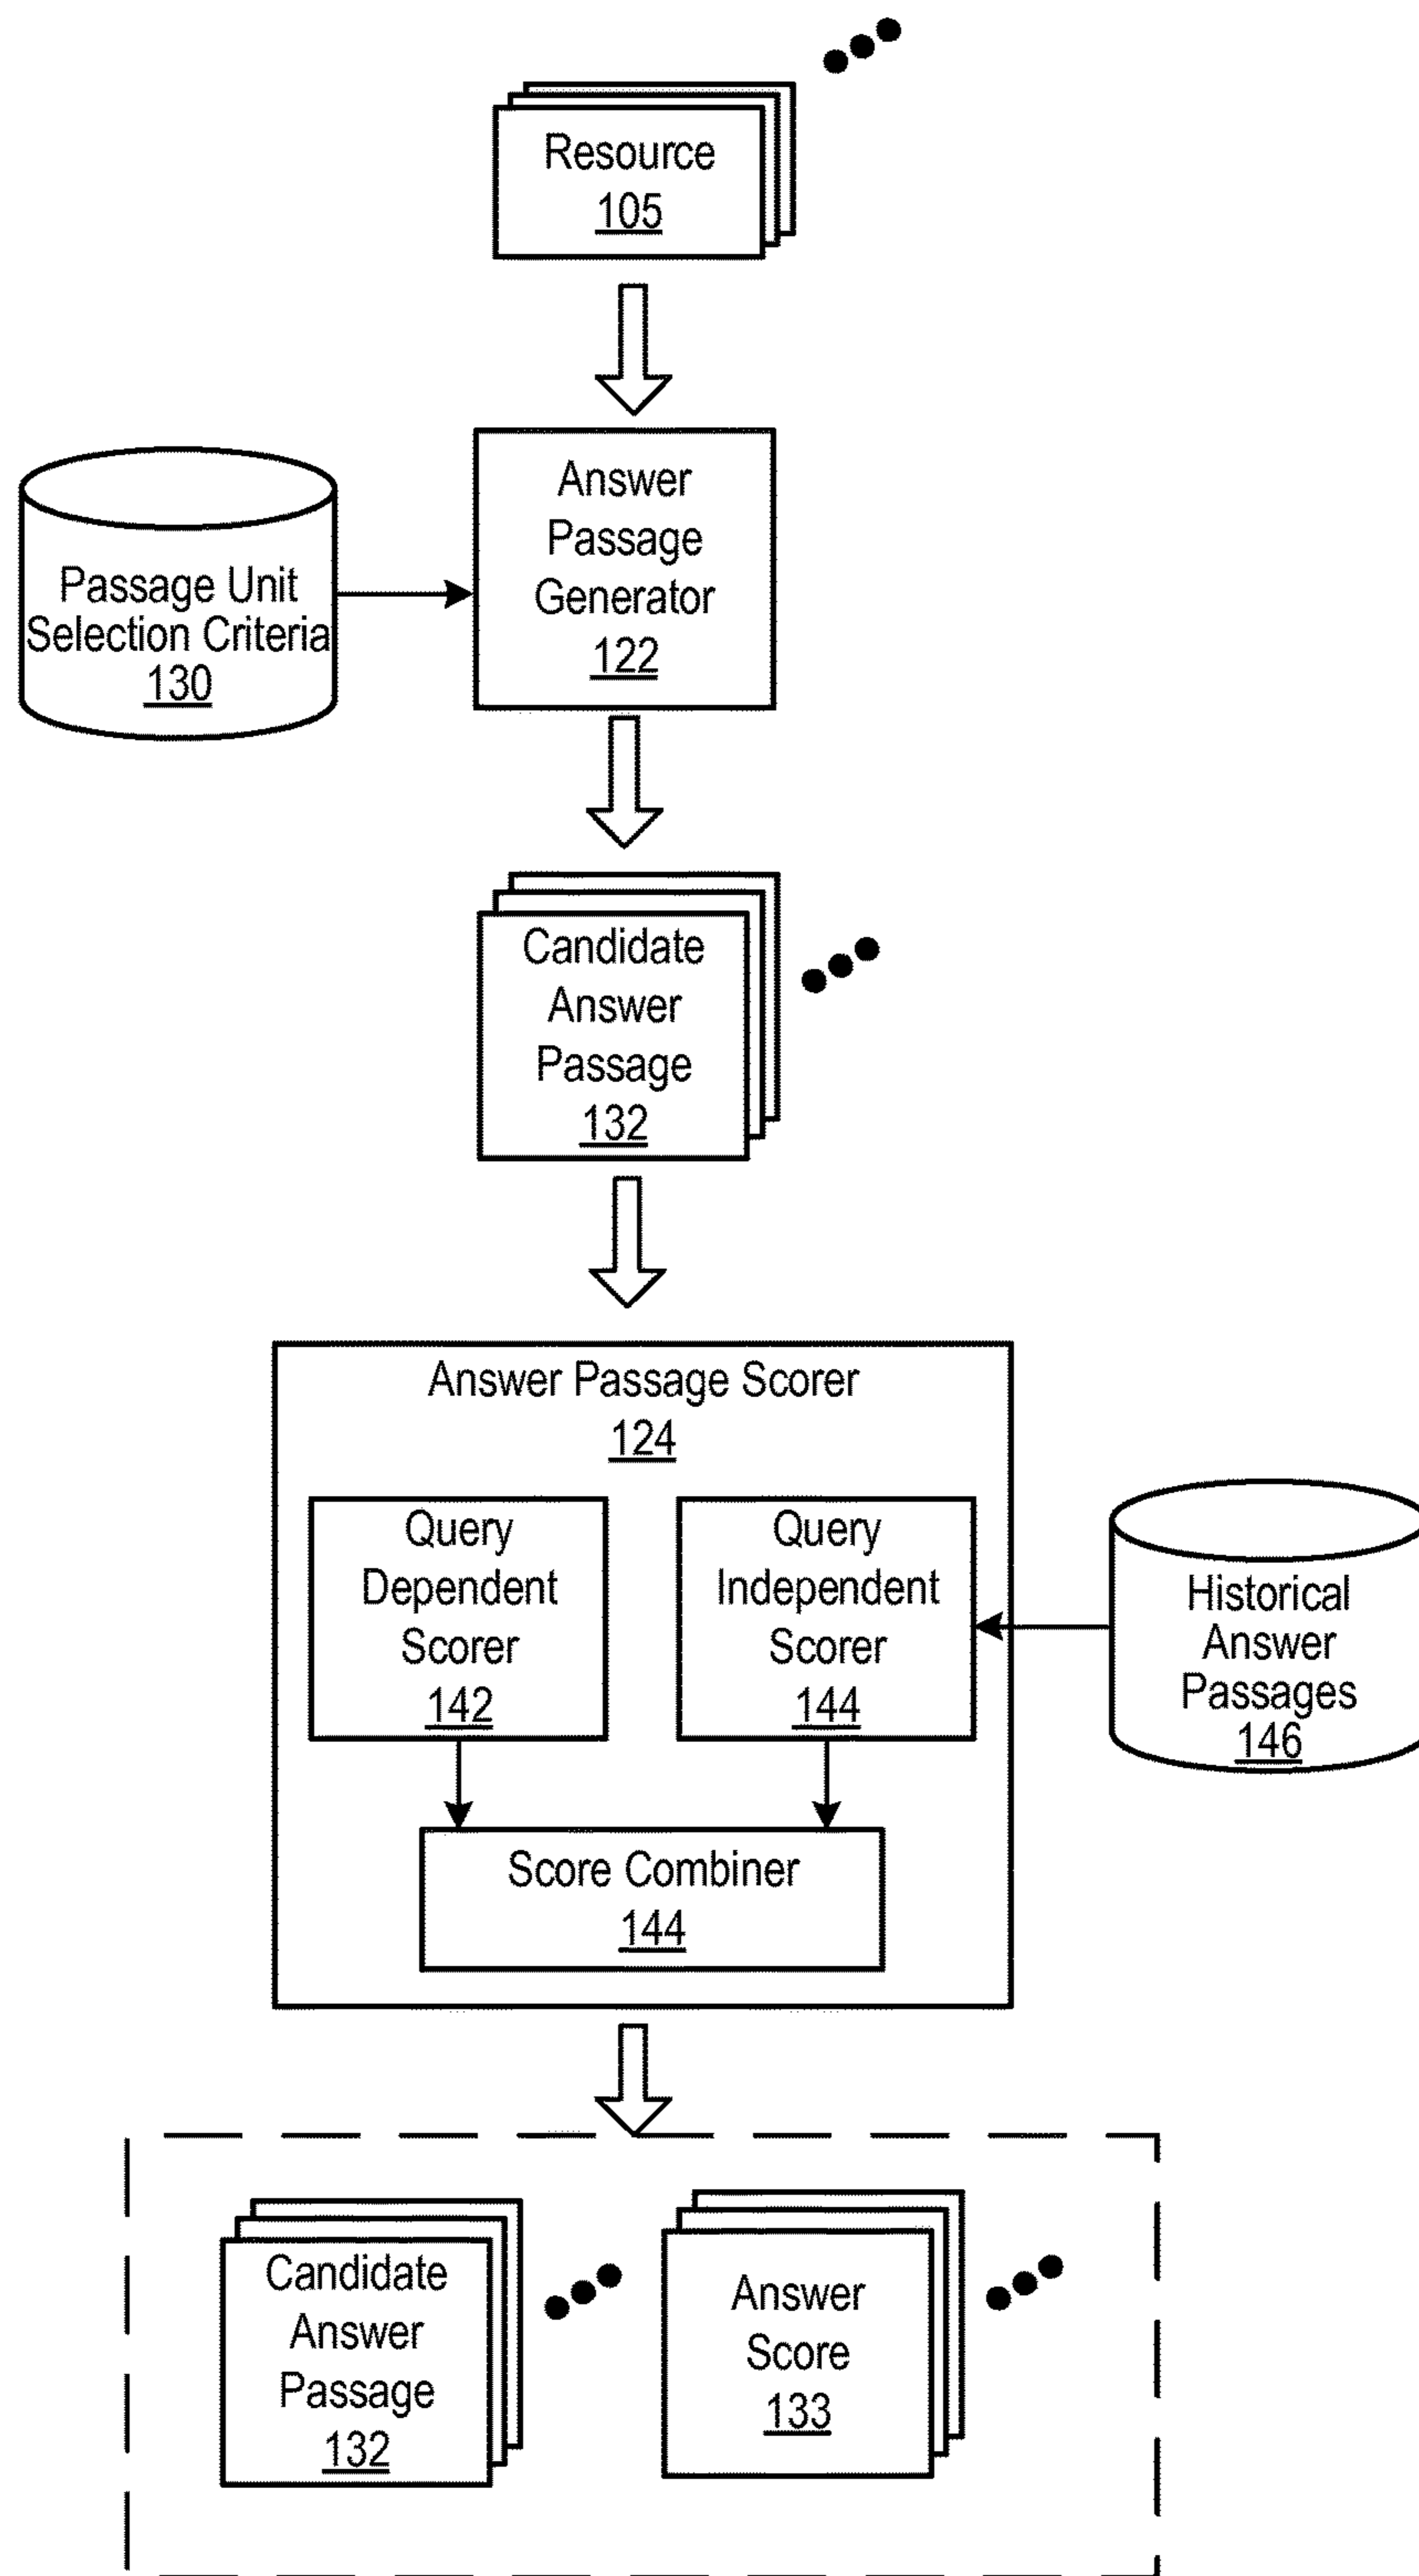 Resource
105
Answer
Passage
Generator
122
Passage Unit
Selection Criteria
130
Candidate
Answer
Passage
132
Answer Passage Scorer
124
Query
Dependent
Scorer
142
Query
Independent
Scorer
144
Historical
Answer
Passages
146
Score Combiner
144
Candidate
Answer
Passage
132
Answer
Score
133